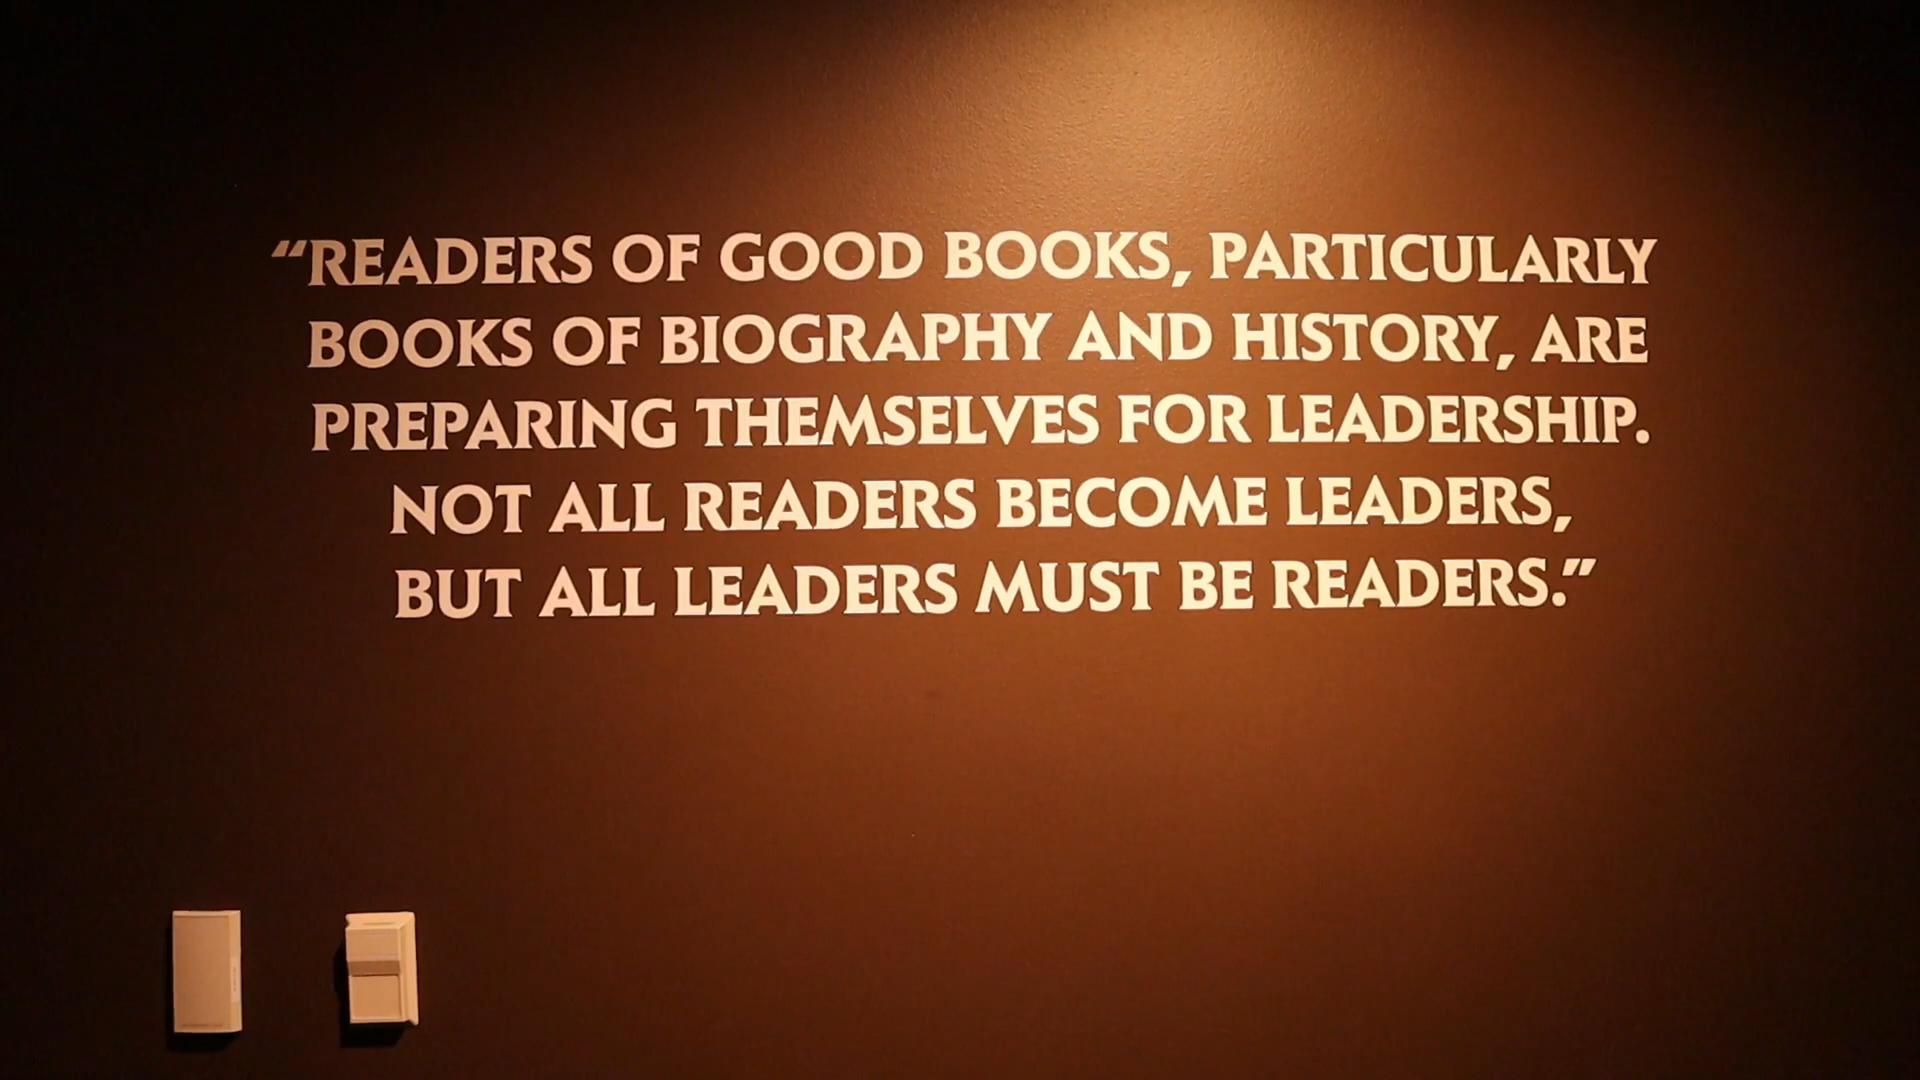 “READERS OF GOOD BOOKS, PARTICULARLY
BOOKS OF BIOGRAPHY AND HISTORY, ARE
PREPARING THEMSELVES FOR LEADERSHIP.
NOT ALL READERS BECOME LEADERS,
BUT ALL LEADERS MUST BE READERS.”